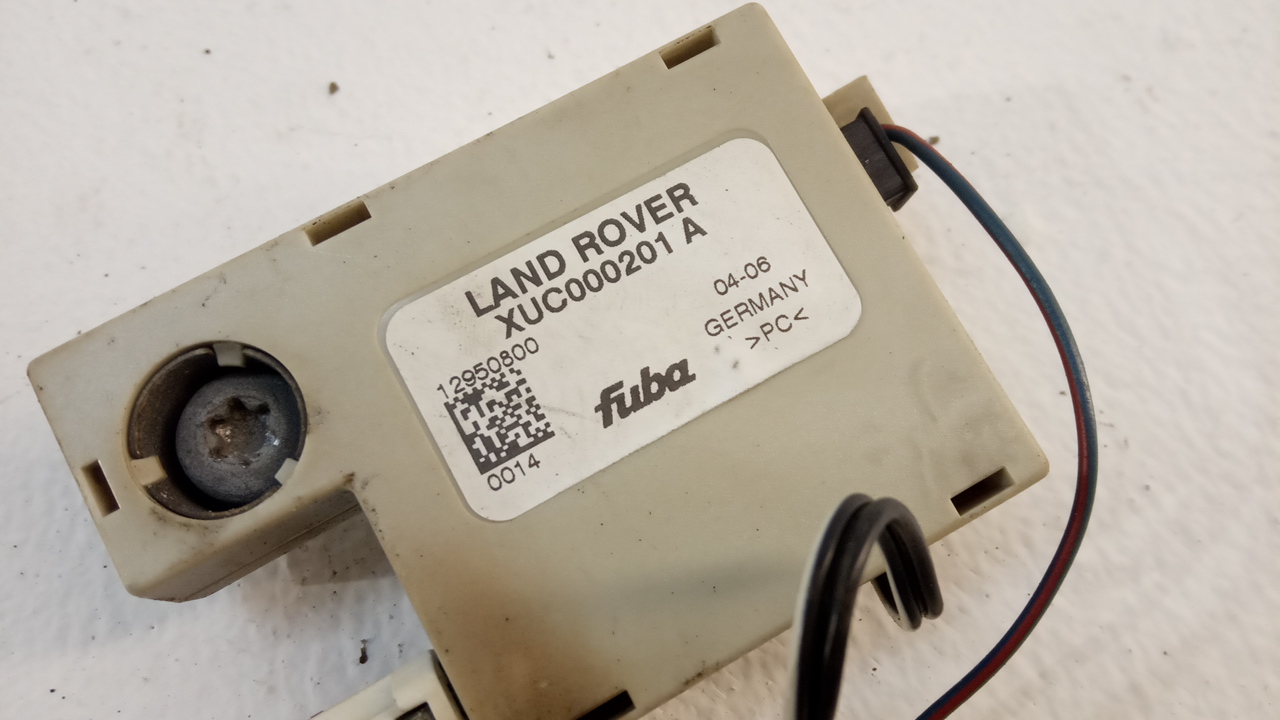 LAND ROVER
XUC000201 A
04-06
GERMANY
>PC<
12950800
0014
fuba